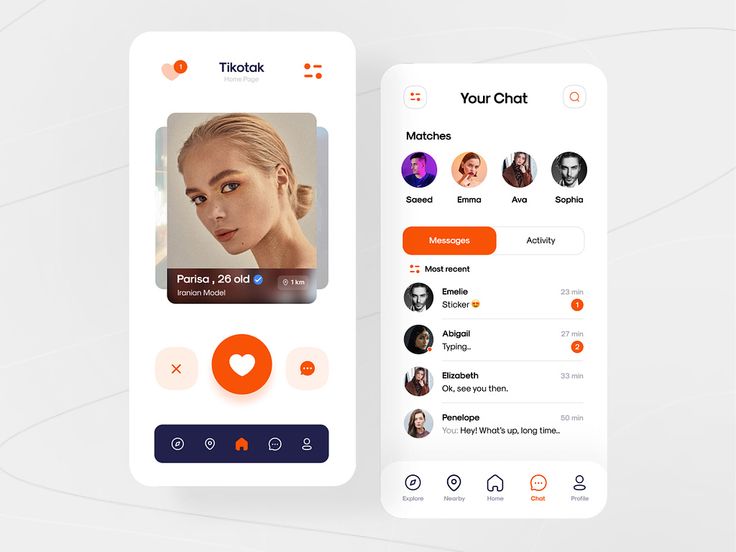 1
Tikotak
Home Page
Parisa , 26 old
1 km
Iranian Model
Your Chat
Matches
Saeed
Emma
Ava
Sophia
Messages
Activity
Most recent
Emelie
23 min
Sticker 😍
1
Abigail
27 min
Typing..
2
Elizabeth
33 min
Ok, see you then.
Penelope
50 min
You: Hey! What's up, long time..
Explore
Nearby
Home
Chat
Profile